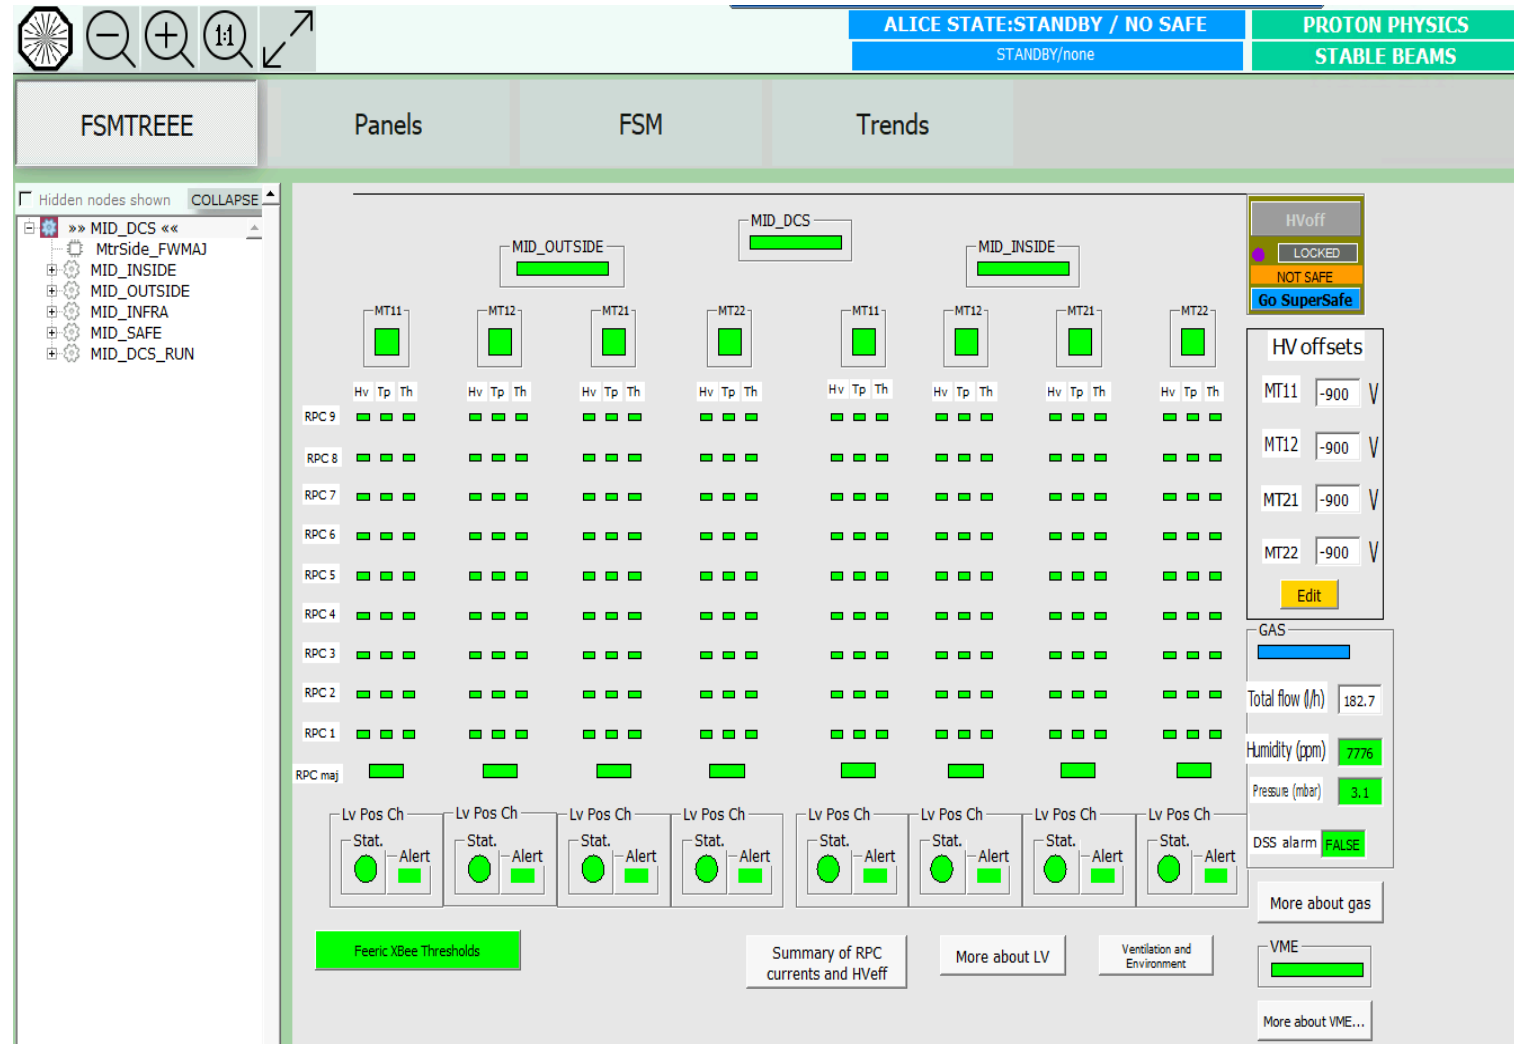 1:1
ALICE STATE:STANDBY / NO SAFE
PROTON PHYSICS
STANDBY/none
STABLE BEAMS
FSMTREEE
Panels
FSM
Trends
Hidden nodes shown
COLLAPSE
»» MID_DCS ««
MtrSide_FWMAJ
MID_INSIDE
MID_OUTSIDE
MID_INFRA
MID_SAFE
MID_DCS_RUN
MID_DCS
MID_OUTSIDE
MID_INSIDE
MT11 MT12 MT21 MT22 MT11 MT12 MT21 MT22
Hv Tp Th Hv Tp Th Hv Tp Th Hv Tp Th Hv Tp Th Hv Tp Th Hv Tp Th Hv Tp Th
RPC 9
RPC 8
RPC 7
RPC 6
RPC 5
RPC 4
RPC 3
RPC 2
RPC 1
RPC maj
Lv Pos Ch Lv Pos Ch Lv Pos Ch Lv Pos Ch Lv Pos Ch Lv Pos Ch Lv Pos Ch Lv Pos Ch
Stat. Stat. Stat. Stat. Stat. Stat. Stat. Stat.
Alert Alert Alert Alert Alert Alert Alert Alert
Feeric XBee Thresholds
Summary of RPC
currents and HVeff
More about LV
Ventilation and
Environment
HVoff
LOCKED
NOT SAFE
Go SuperSafe
HV offsets
MT11 -900 V
MT12 -900 V
MT21 -900 V
MT22 -900 V
Edit
GAS
Total flow (l/h) 182.7
Humidity (ppm) 7776
Pressure (mbar) 3.1
DSS alarm FALSE
More about gas
VME
More about VME...